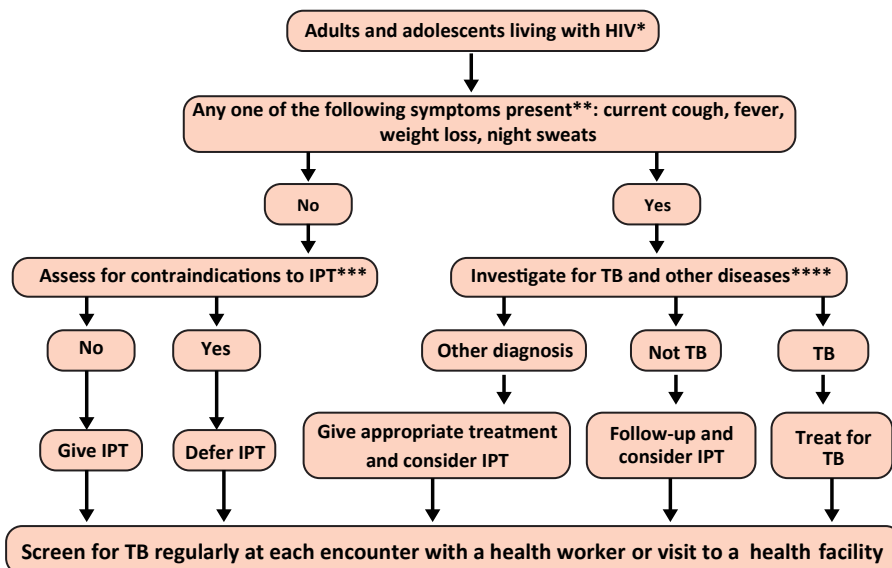 Adults and adolescents living with HIV*
Any one of the following symptoms present**: current cough, fever,
weight loss, night sweats
No
Yes
Assess for contraindications to IPT***
Investigate for TB and other diseases****
No
Yes
Other diagnosis
Not TB
TB
Give IPT
Defer IPT
Give appropriate treatment
and consider IPT
Follow-up and
consider IPT
Treat for
TB
Screen for TB regularly at each encounter with a health worker or visit to a health facility